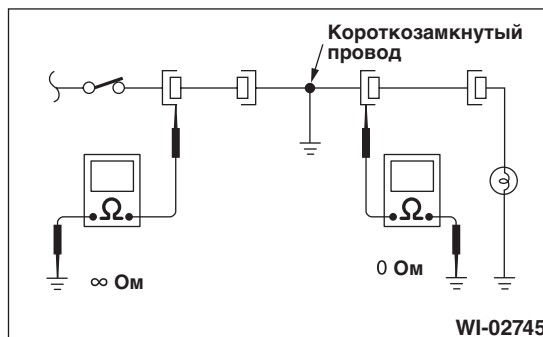 Короткозамкнутый
провод
Ω
Ω
∞ Ом
0 Ом
WI-02745